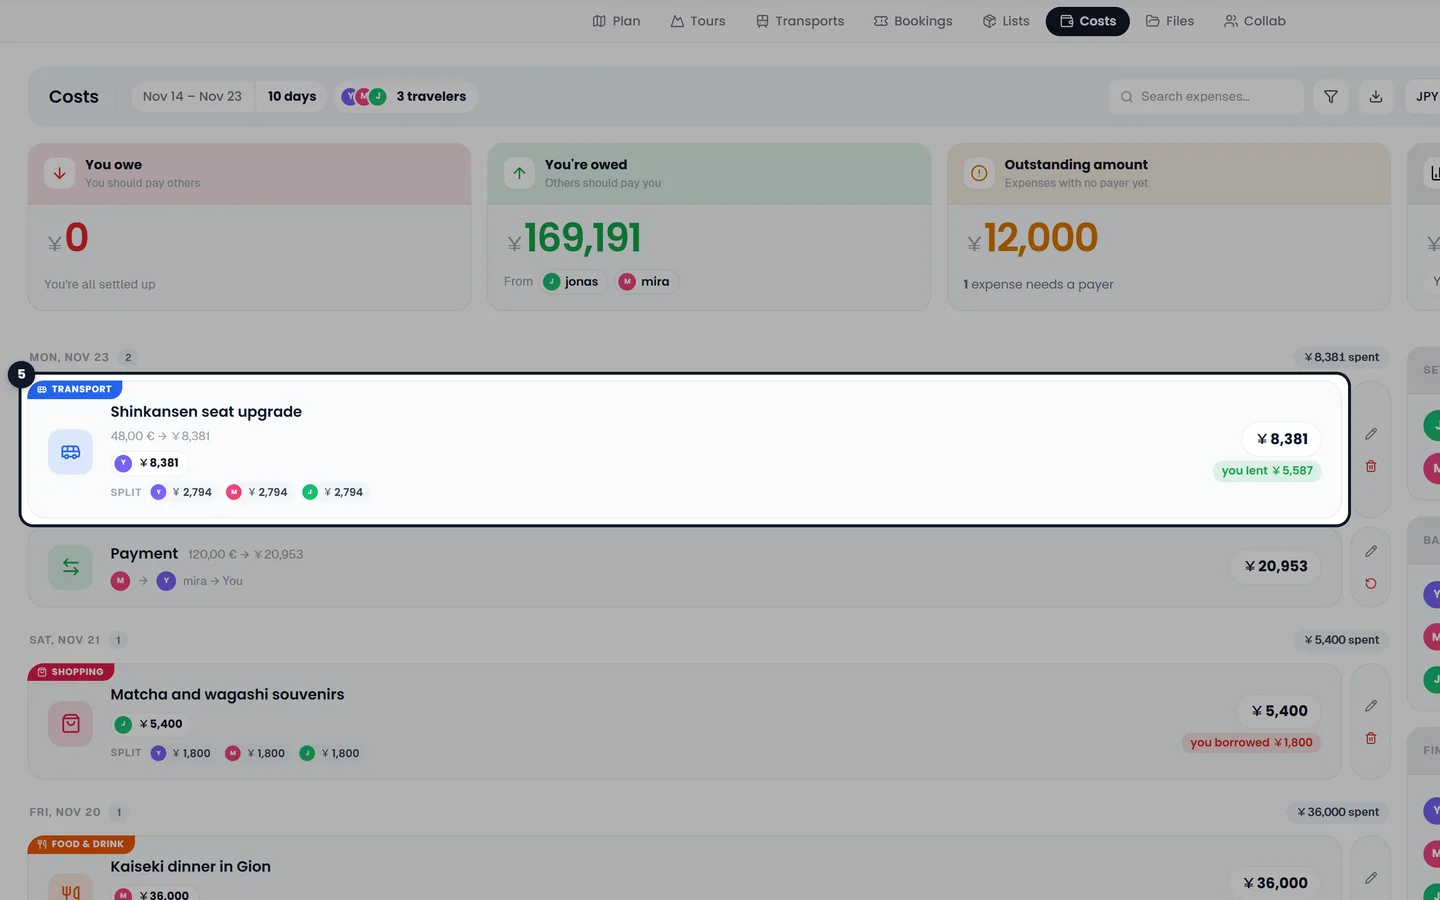 Plan Tours Transports Bookings Lists Costs Files Collab
Costs Nov 14 – Nov 23 10 days Y M J 3 travelers Search expenses... JPY
You owe
You should pay others
¥0
You're all settled up
You're owed
Others should pay you
¥169,191
From J jonas M mira
Outstanding amount
Expenses with no payer yet
¥12,000
1 expense needs a payer
MON, NOV 23 2 ¥8,381 spent
5
TRANSPORT
Shinkansen seat upgrade
48,00 € → ¥8,381
Y ¥8,381
SPLIT Y ¥2,794 M ¥2,794 J ¥2,794
¥8,381
you lent ¥5,587
Payment 120,00 € → ¥20,953
M → Y mira → You
¥20,953
SAT, NOV 21 1 ¥5,400 spent
SHOPPING
Matcha and wagashi souvenirs
J ¥5,400
SPLIT Y ¥1,800 M ¥1,800 J ¥1,800
¥5,400
you borrowed ¥1,800
FRI, NOV 20 1 ¥36,000 spent
FOOD & DRINK
Kaiseki dinner in Gion
M ¥36,000
¥36,000
¥
Y
SE
J
M
BA
Y
M
J
FIN
Y
M